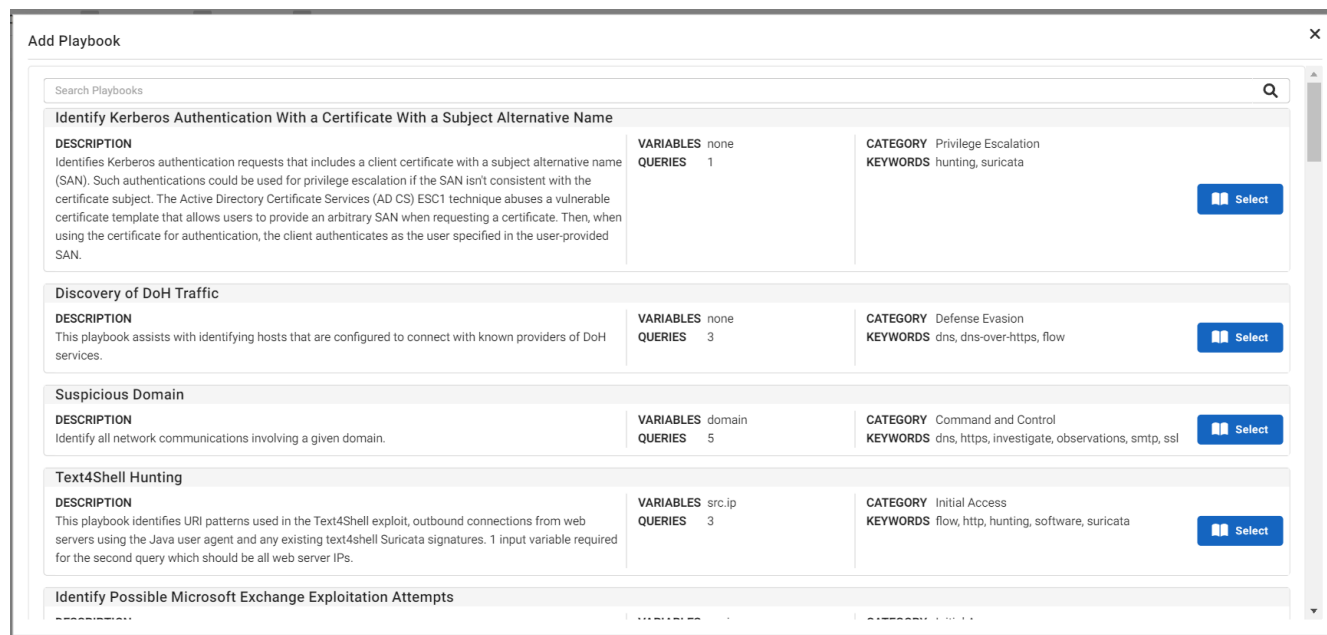 Add Playbook
Search Playbooks
Identify Kerberos Authentication With a Certificate With a Subject Alternative Name
DESCRIPTION
Identifies Kerberos authentication requests that includes a client certificate with a subject alternative name
(SAN). Such authentications could be used for privilege escalation if the SAN isn't consistent with the
certificate subject. The Active Directory Certificate Services (AD CS) ESC1 technique abuses a vulnerable
certificate template that allows users to provide an arbitrary SAN when requesting a certificate. Then, when
using the certificate for authentication, the client authenticates as the user specified in the user-provided
SAN.
VARIABLES none
QUERIES 1
CATEGORY Privilege Escalation
KEYWORDS hunting, suricata
Select
Discovery of DoH Traffic
DESCRIPTION
This playbook assists with identifying hosts that are configured to connect with known providers of DoH
services.
VARIABLES none
QUERIES 3
CATEGORY Defense Evasion
KEYWORDS dns, dns-over-https, flow
Select
Suspicious Domain
DESCRIPTION
Identify all network communications involving a given domain.
VARIABLES domain
QUERIES 5
CATEGORY Command and Control
KEYWORDS dns, https, investigate, observations, smtp, ssl
Select
Text4Shell Hunting
DESCRIPTION
This playbook identifies URI patterns used in the Text4Shell exploit, outbound connections from web
servers using the Java user agent and any existing text4shell Suricata signatures. 1 input variable required
for the second query which should be all web server IPs.
VARIABLES src.ip
QUERIES 3
CATEGORY Initial Access
KEYWORDS flow, http, hunting, software, suricata
Select
Identify Possible Microsoft Exchange Exploitation Attempts